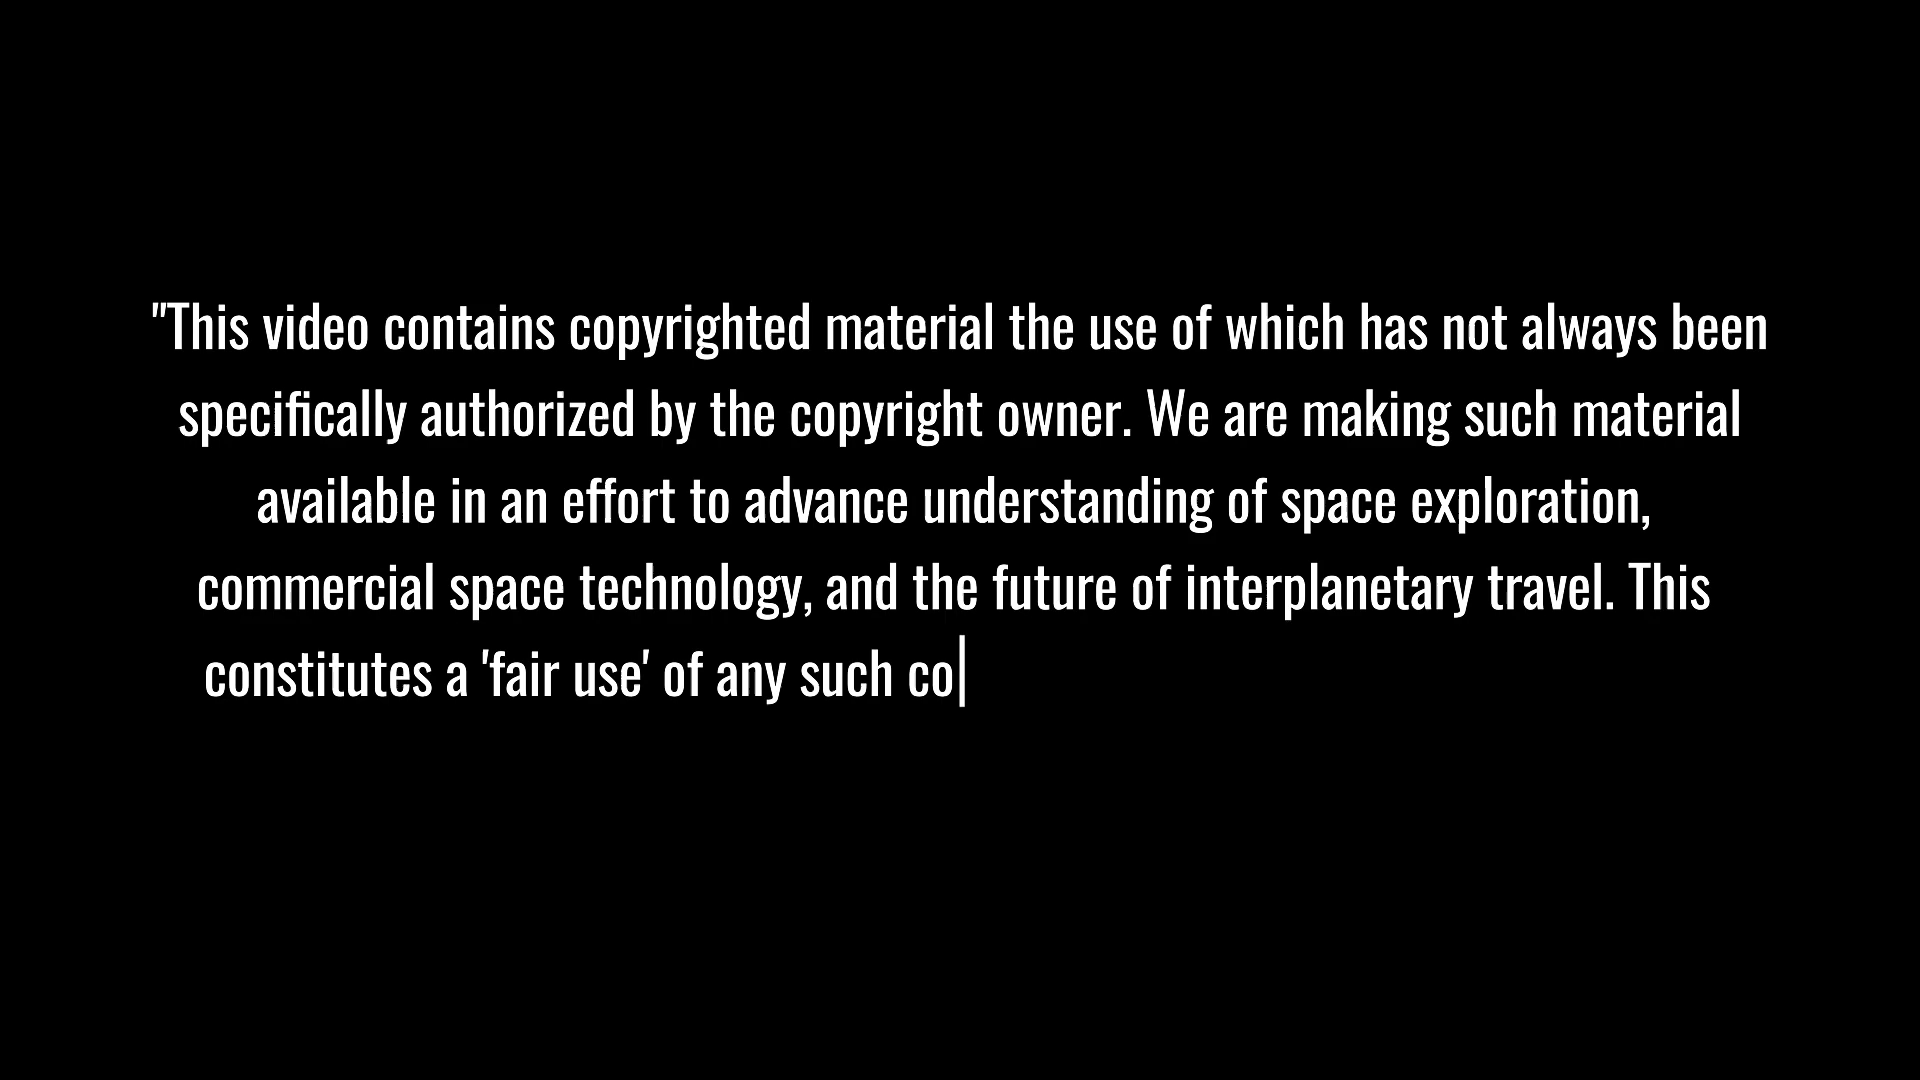 "This video contains copyrighted material the use of which has not always been
specifically authorized by the copyright owner. We are making such material
available in an effort to advance understanding of space exploration,
commercial space technology, and the future of interplanetary travel. This
constitutes a 'fair use' of any such co